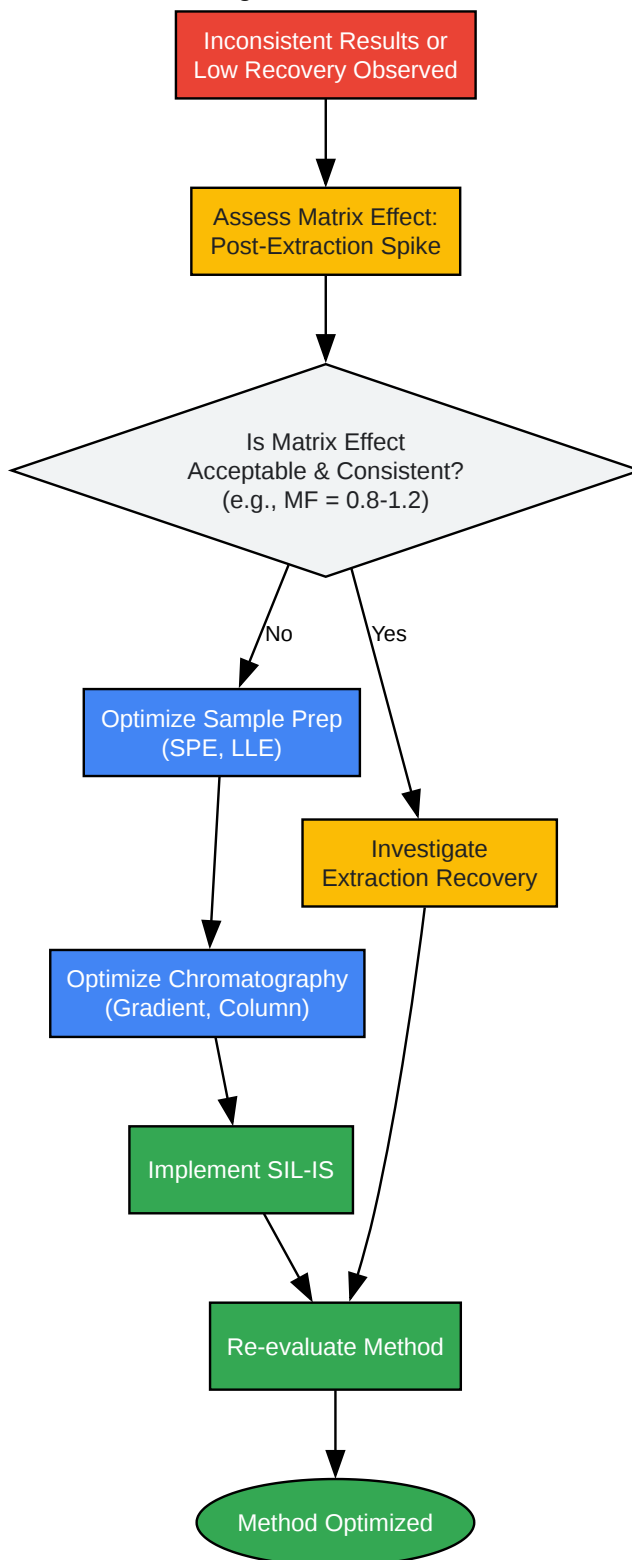 Inconsistent Results or
Low Recovery Observed
Assess Matrix Effect:
Post-Extraction Spike
Is Matrix Effect
Acceptable & Consistent?
(e.g., MF = 0.8-1.2)
No
Yes
Optimize Sample Prep
(SPE, LLE)
Investigate
Extraction Recovery
Optimize Chromatography
(Gradient, Column)
Implement SIL-IS
Re-evaluate Method
Method Optimized